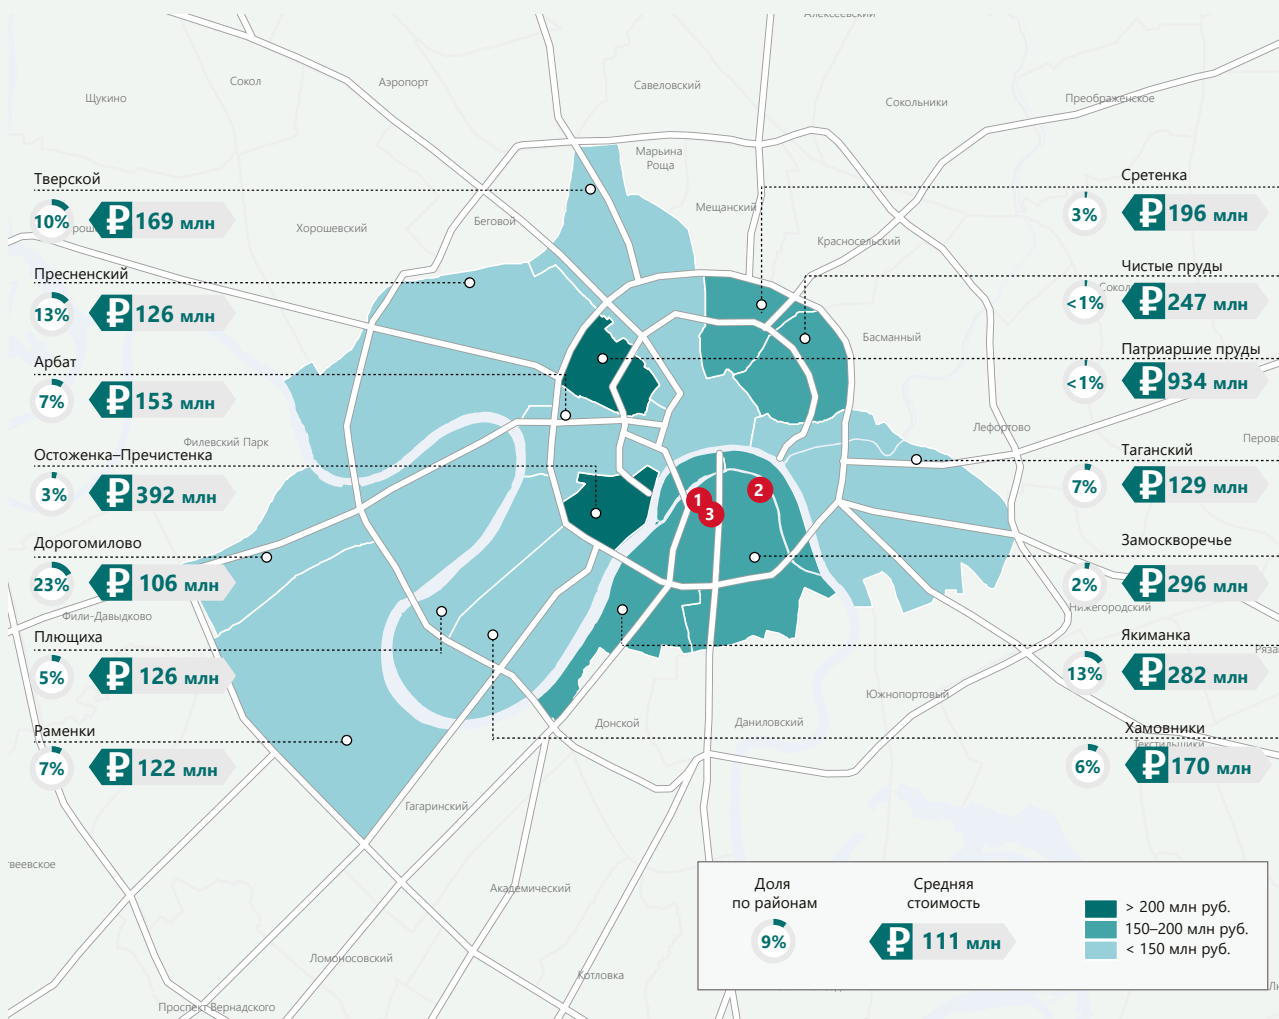 Алексеевский
Сокол
Аэропорт
Савеловский
Щукино
Сокольники
Преображенское
Марьина
Роща
Тверской
10%
₽ 169 млн
Хорошевский
Беговой
Мещанский
Красносельский
Сретенка
3%
₽ 196 млн
Пресненский
13%
₽ 126 млн
Чистые пруды
<1%
₽ 247 млн
Басманный
Арбат
7%
₽ 153 млн
Патриаршие пруды
<1%
₽ 934 млн
Филевский Парк
Лефортово
Остоженка–Пречистенка
3%
₽ 392 млн
Таганский
7%
₽ 129 млн
1
2
3
Дорогомилово
23%
₽ 106 млн
Замоскворечье
2%
₽ 296 млн
Нижегородский
Фили-Давыдково
Плющиха
5%
₽ 126 млн
Якиманка
13%
₽ 282 млн
Южнопортовый
Донской
Даниловский
Раменки
7%
₽ 122 млн
Хамовники
Текстильщики
6%
₽ 170 млн
Гагаринский
Академический
Ломоносовский
Котловка
Проспект Вернадского
Доля
по районам
9%
Средняя
стоимость
₽ 111 млн
> 200 млн руб.
150–200 млн руб.
< 150 млн руб.